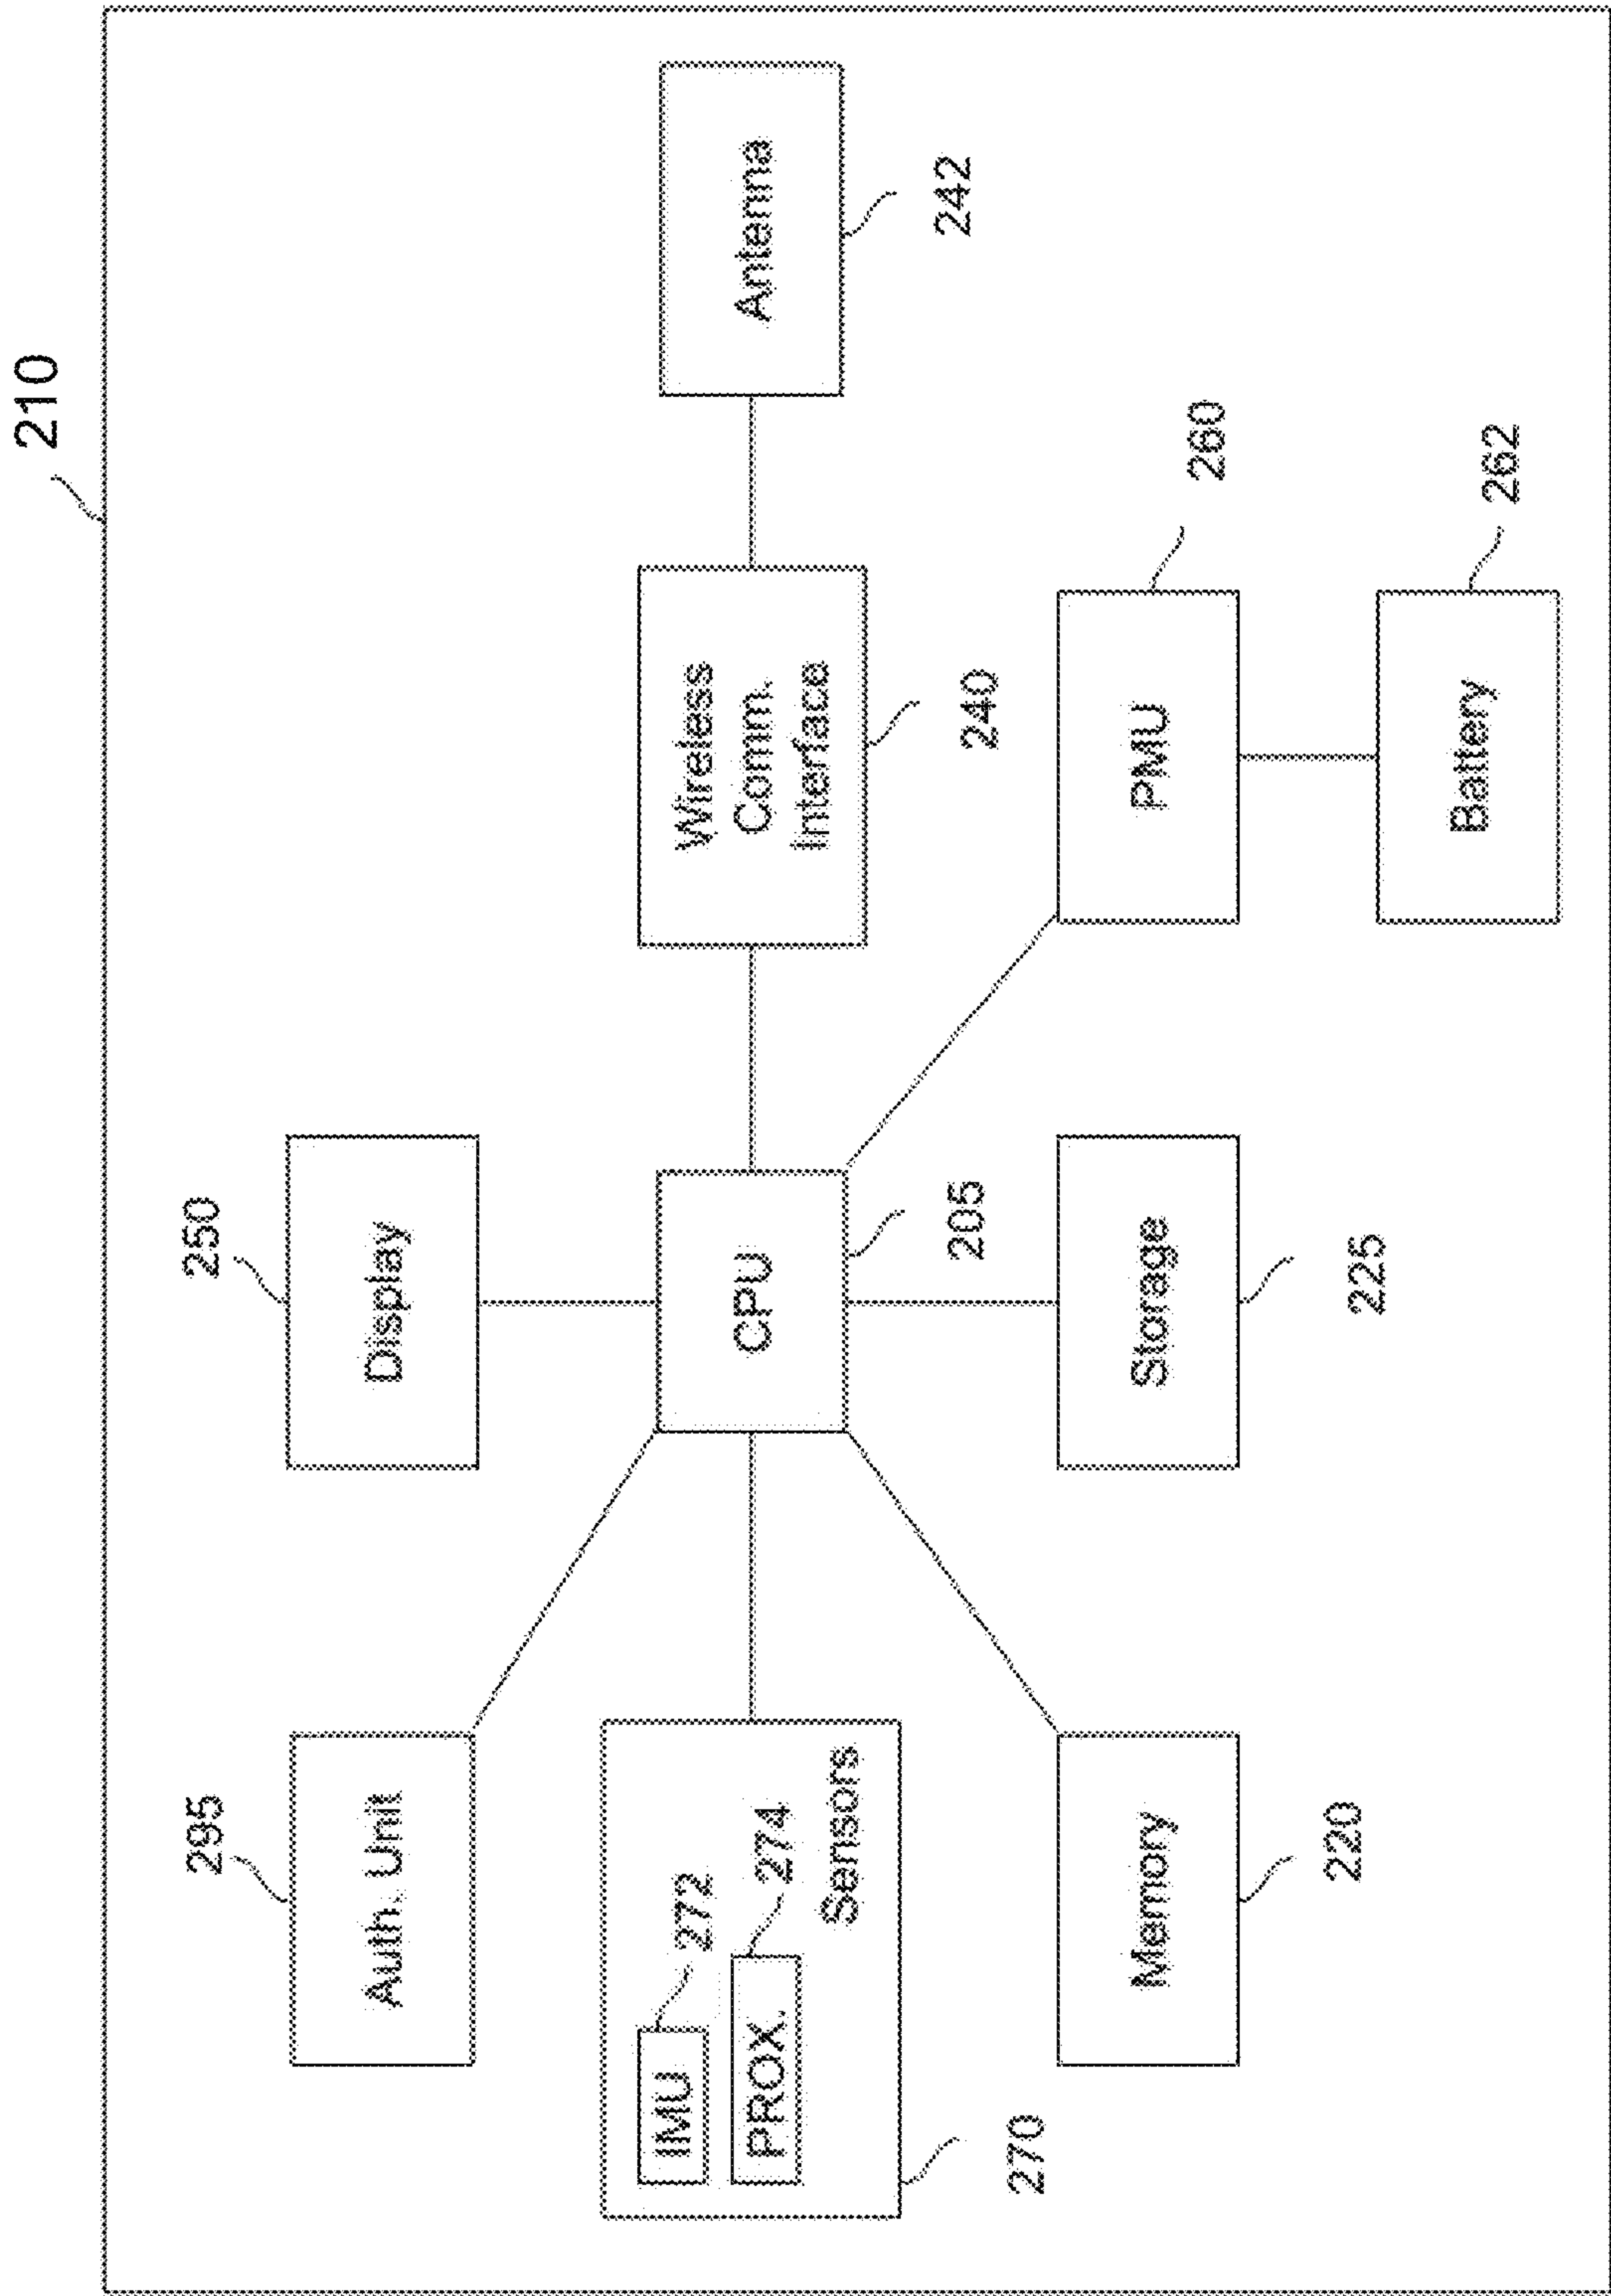 210
295
Auth. Unit
250
Display
IMU
272
PROX.
274
Sensors
270
CPU
205
Wireless
Comm.
Interface
240
Antenna
242
Memory
220
Storage
225
PMU
260
Battery
262